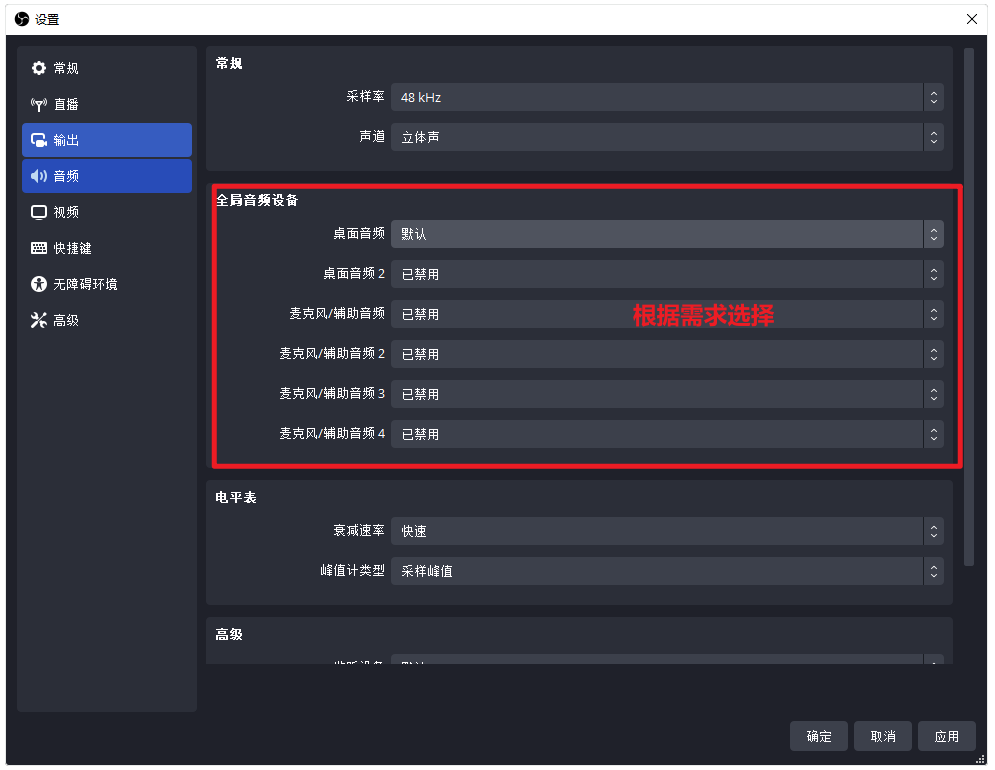 设置
常规
直播
输出
音频
视频
快捷键
无障碍环境
高级
常规
采样率 48 kHz
声道 立体声
全局音频设备
桌面音频 默认
桌面音频 2 已禁用
麦克风/辅助音频 已禁用 根据需求选择
麦克风/辅助音频 2 已禁用
麦克风/辅助音频 3 已禁用
麦克风/辅助音频 4 已禁用
电平表
衰减速率 快速
峰值计类型 采样峰值
高级
确定 取消 应用